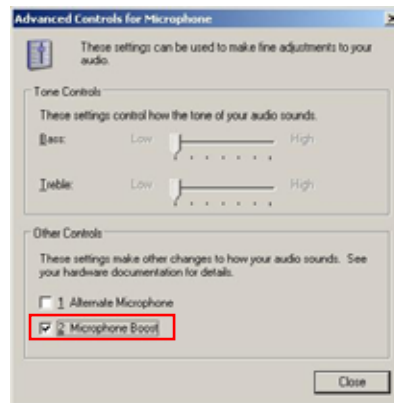 Advanced Controls for Microphone
These settings can be used to make fine adjustments to your
audio.
Tone Controls
These settings control how the tone of your audio sounds.
Bass: Low High
Treble: Low High
Other Controls
These settings make other changes to how your audio sounds. See
your hardware documentation for details.
1 Alternate Microphone
2 Microphone Boost
Close